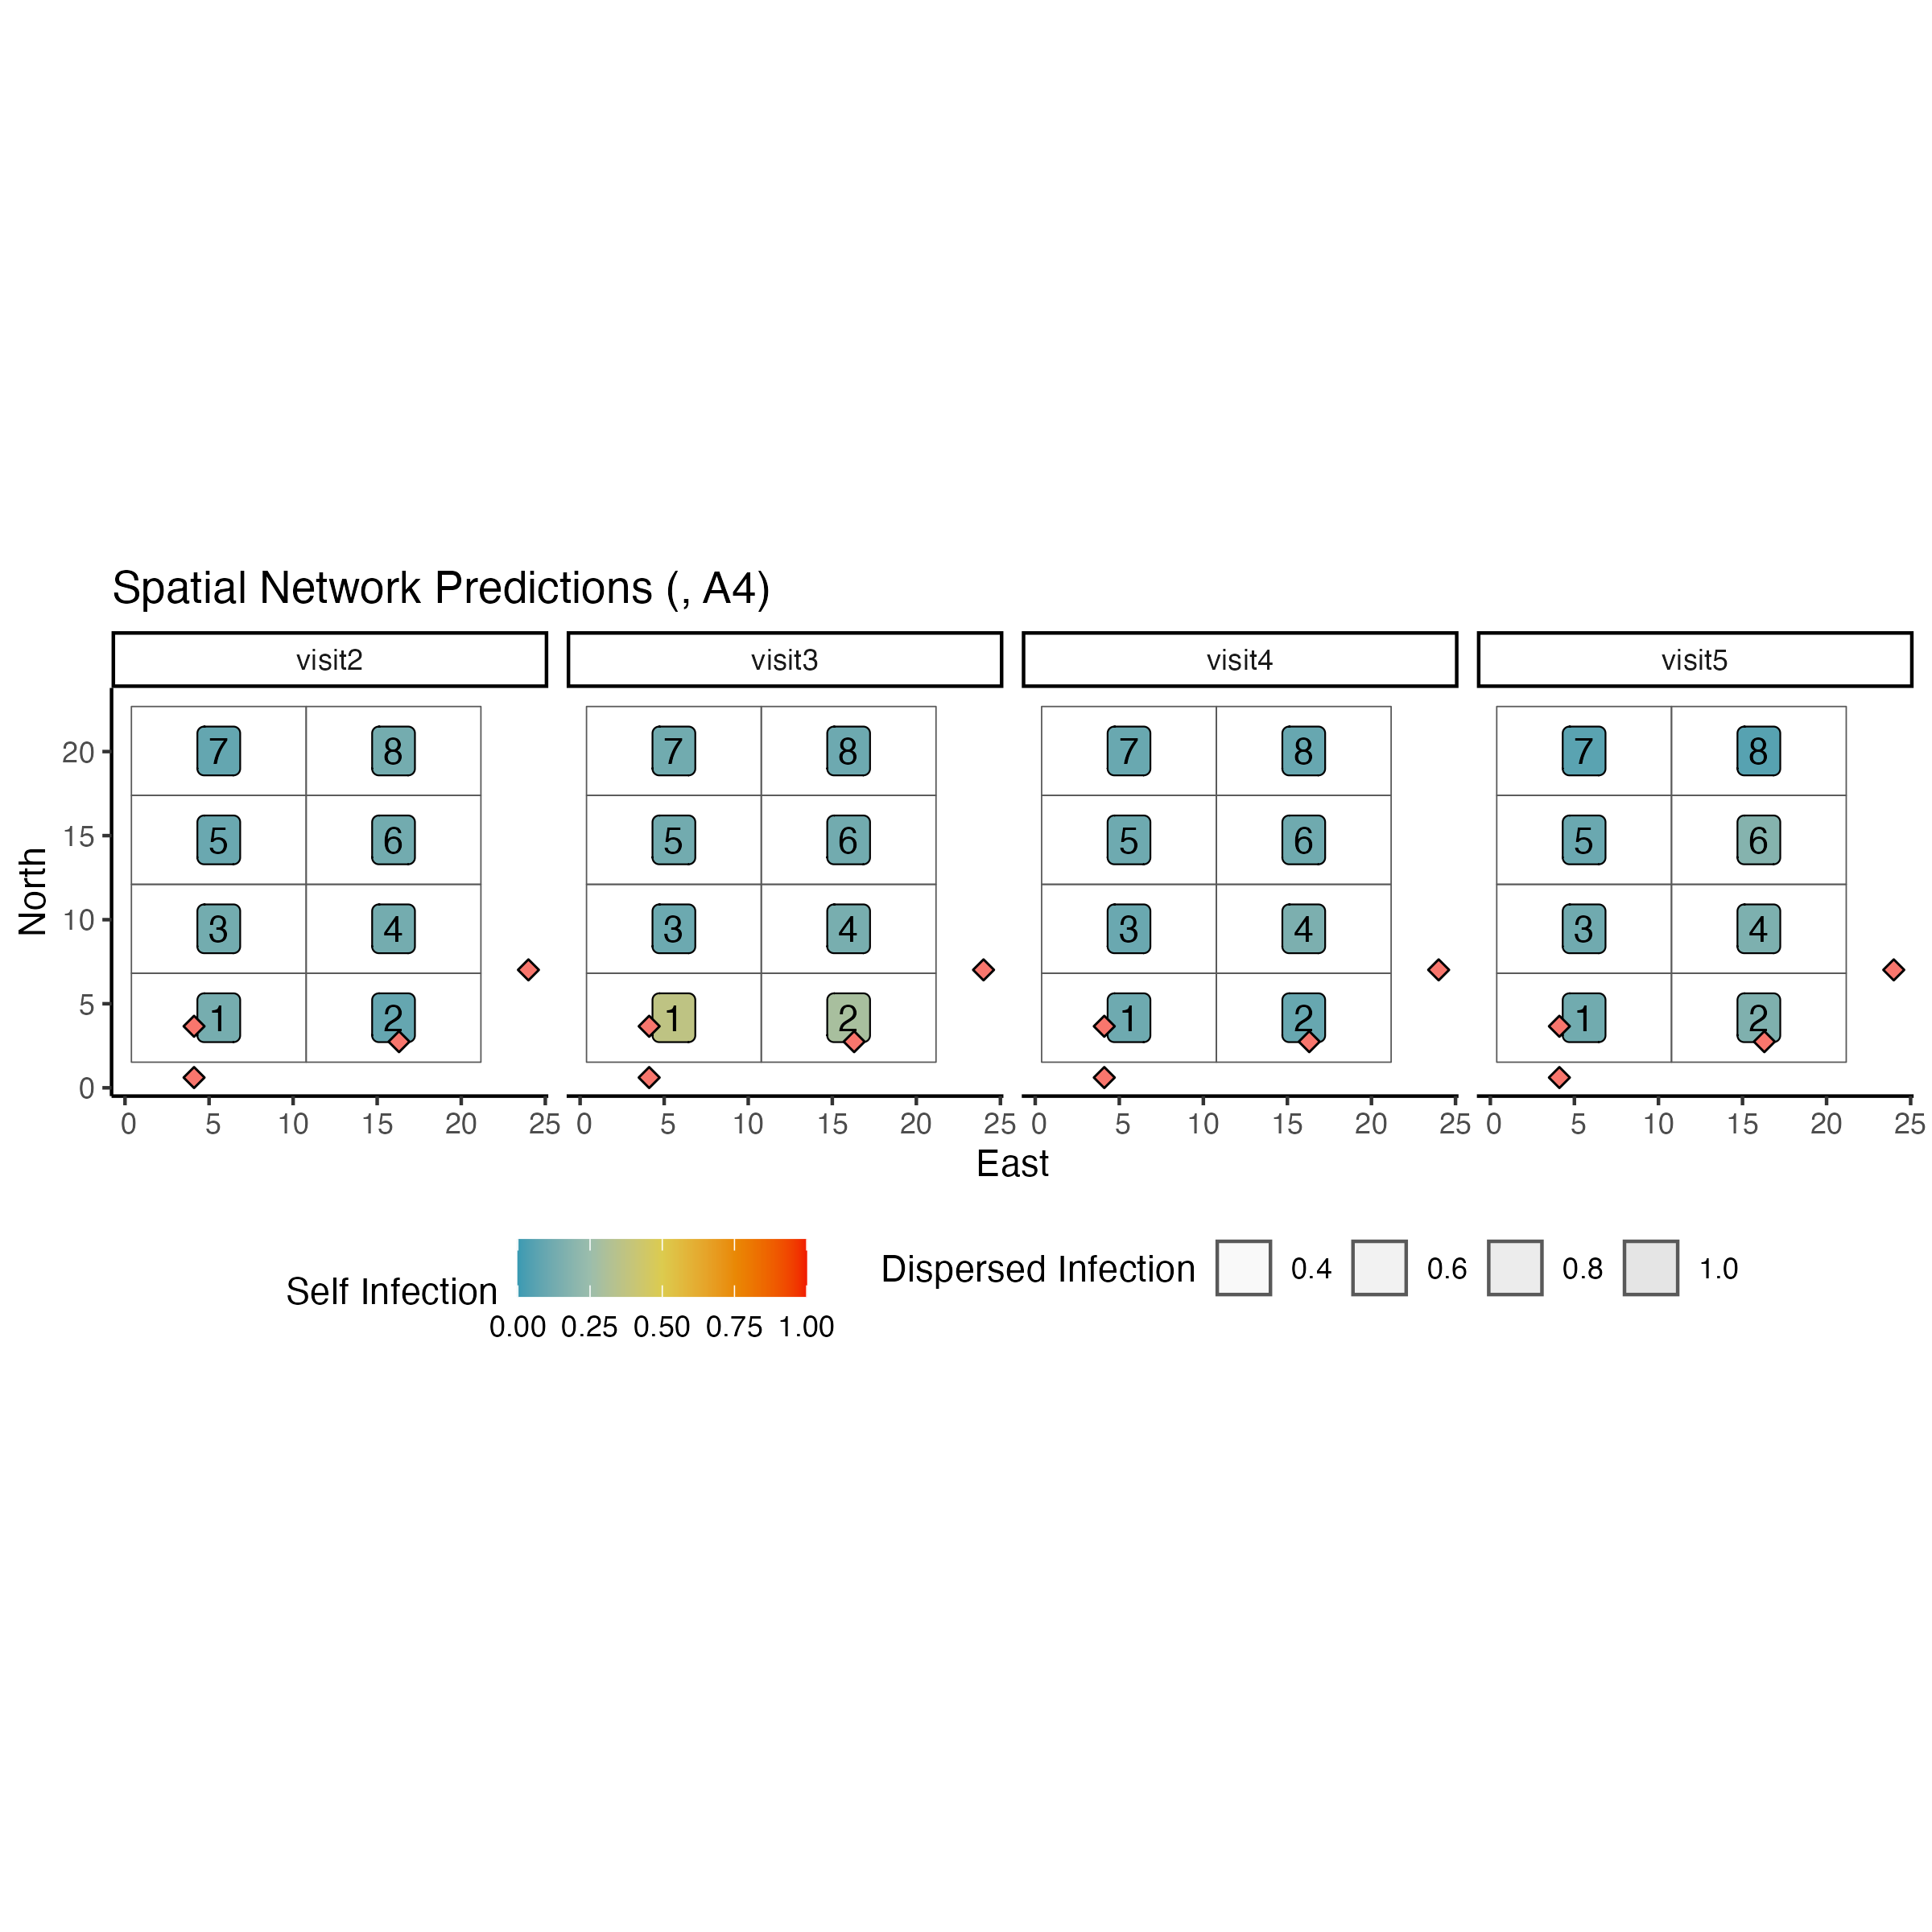 Spatial Network Predictions (, A4)
visit2 visit3 visit4 visit5
20 7 8 7 8 7 8 7 8
15 5 6 5 6 5 6 5 6
North
10 3 4 3 4 3 4 3 4
5 1 2 1 2 1 2 1 2
0
0 5 10 15 20 25 0 5 10 15 20 25 0 5 10 15 20 25 0 5 10 15 20 25
East
Self Infection
0.00 0.25 0.50 0.75 1.00
Dispersed Infection 0.4 0.6 0.8 1.0